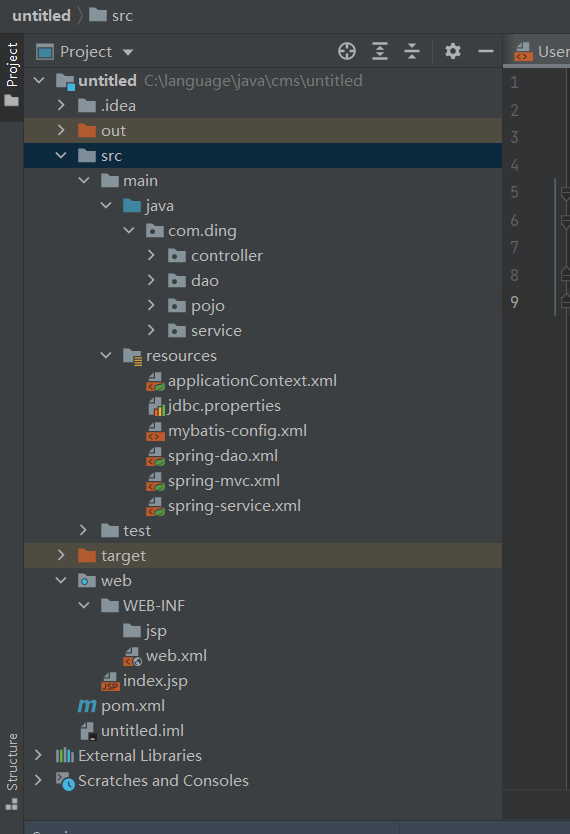 untitled src
Project
Project
User
untitled C:\language\java\cms\untitled
.idea
out
src
main
java
com.ding
controller
dao
pojo
service
resources
applicationContext.xml
jdbc.properties
mybatis-config.xml
spring-dao.xml
spring-mvc.xml
spring-service.xml
test
target
web
WEB-INF
jsp
web.xml
JSP index.jsp
m pom.xml
untitled.iml
External Libraries
Scratches and Consoles
Structure
1
2
3
4
5
6
7
8
9